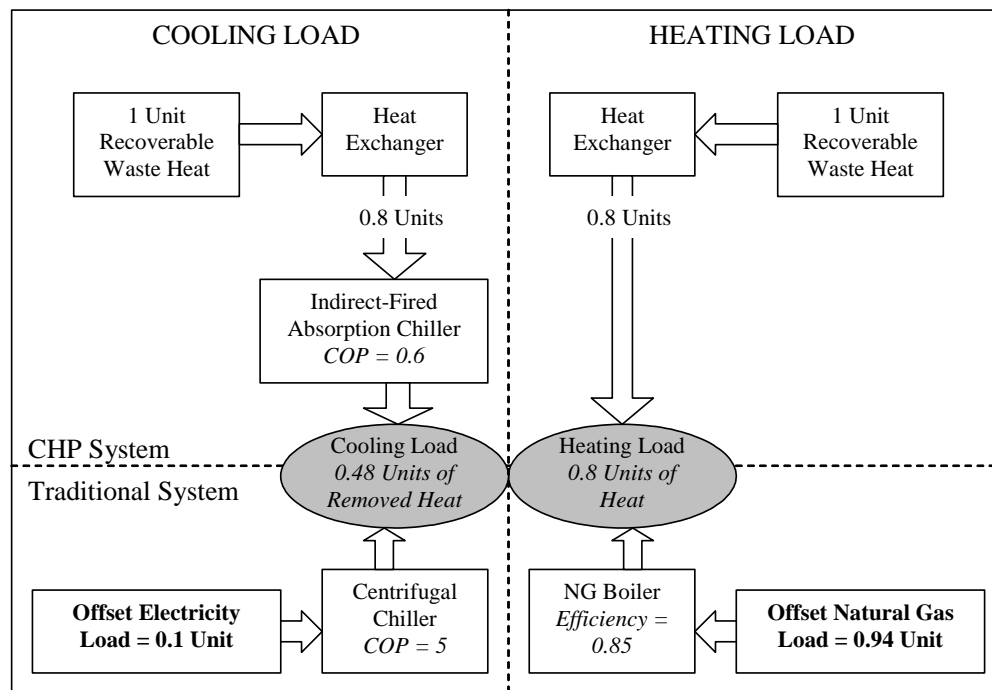 COOLING LOAD
1 Unit
Recoverable
Waste Heat
Heat
Exchanger
0.8 Units
Indirect-Fired
Absorption Chiller
COP = 0.6
Cooling Load
0.48 Units of
Removed Heat
CHP System
Traditional System
Offset Electricity
Load = 0.1 Unit
Centrifugal
Chiller
COP = 5
HEATING LOAD
Heat
Exchanger
1 Unit
Recoverable
Waste Heat
0.8 Units
Heating Load
0.8 Units of
Heat
NG Boiler
Efficiency =
0.85
Offset Natural Gas
Load = 0.94 Unit